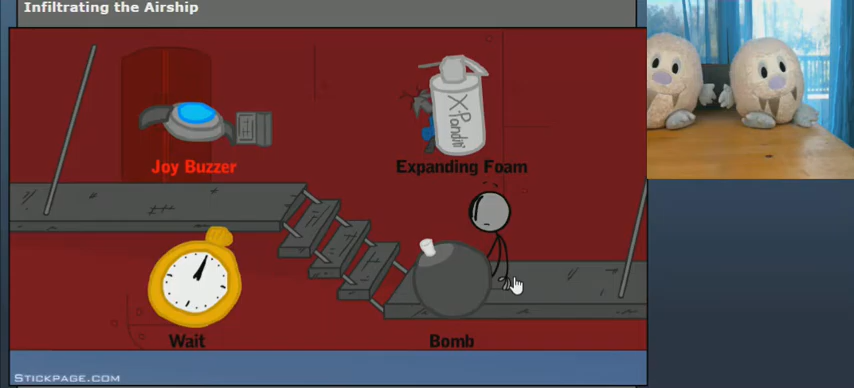 Infiltrating the Airship
X-Pandin'
Joy Buzzer
Expanding Foam
Wait
Bomb
STICKPAGE.COM